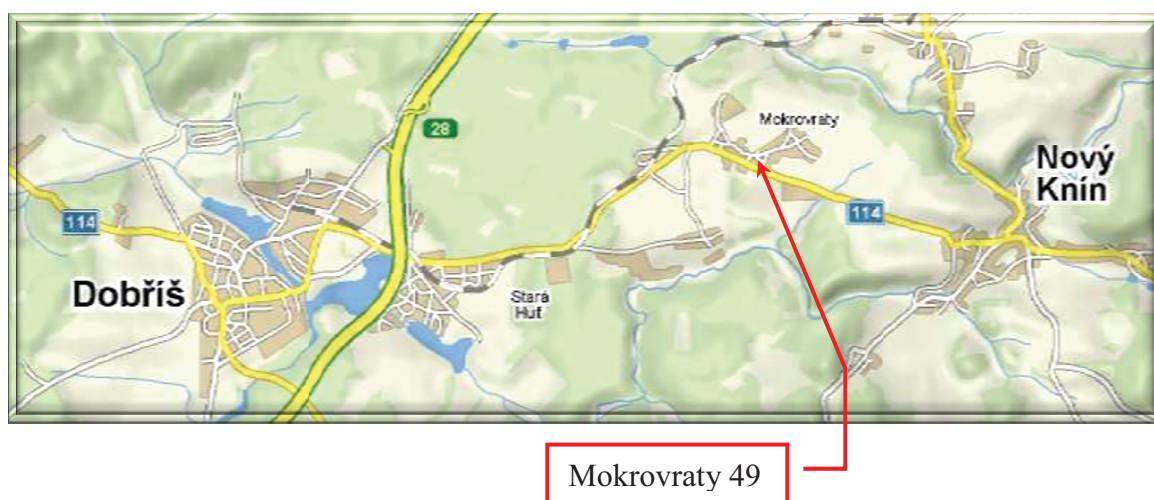 28
Mokrovraty
Nový
Knín
114
114
Dobříš
Stará
Huť
Mokrovraty 49